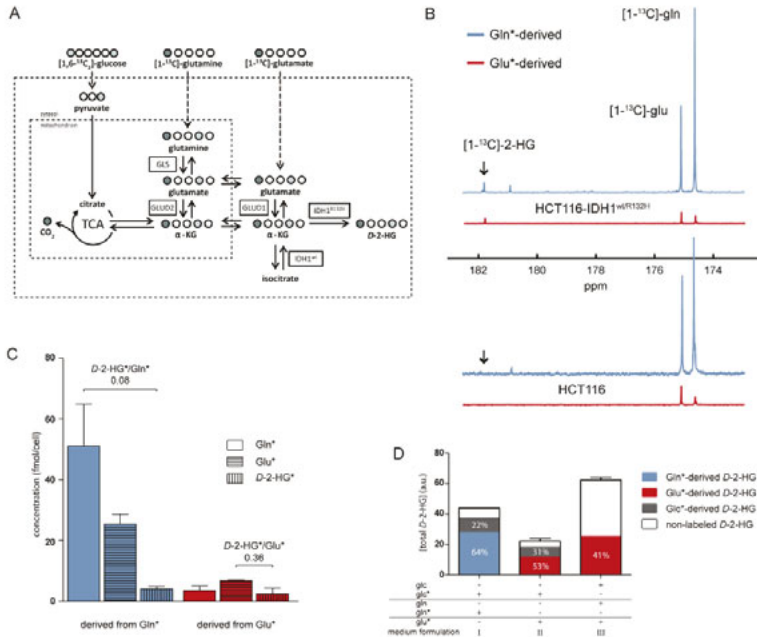 A
[1,6-¹³C₂]-glucose
[1-¹³C]-glutamine
[1-¹³C]-glutamate
pyruvate
cytosol
mitochondrion
glutamine
GLS
glutamate
glutamate
citrate
GLUD2
GLUD1
IDH1
TCA
CO₂
α-KG
α-KG
D-2-HG
IDH1wt
isocitrate
B
Gln*-derived
Glu*-derived
[1-¹³C]-gln
[1-¹³C]-glu
[1-¹³C]-2-HG
HCT116-IDH1wt/R132H
182 180 178 176 174
ppm
HCT116
C
80
60
40
20
0
concentration (fmol/cell)
D-2-HG*/Gln*
0.08
Gln*
Glu*
D-2-HG*
D-2-HG*/Glu*
0.36
derived from Gln*
derived from Glu*
D
80
60
40
20
0
[total D-2-HG] (a.u.)
22%
64%
31%
53%
41%
Gln*-derived D-2-HG
Glu*-derived D-2-HG
Glc*-derived D-2-HG
non-labeled D-2-HG
glc - - +
glc* + + -
gln - - +
gln* + - -
glu* - + +
medium formulation I II III